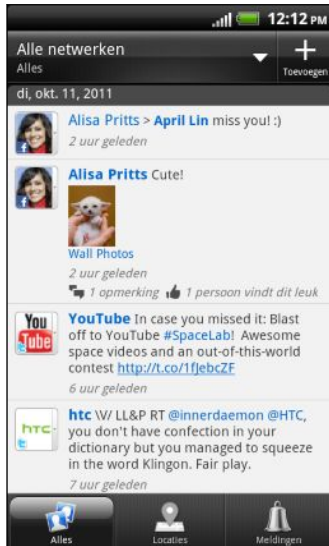 12:12 PM
Alle netwerken
Alles
Toevoegen
di, okt. 11, 2011
Alisa Pritts > April Lin miss you! :)
2 uur geleden
Alisa Pritts Cute!
Wall Photos
2 uur geleden
1 opmerking 1 persoon vindt dit leuk
You
Tube
YouTube In case you missed it: Blast
off to YouTube #SpaceLab! Awesome
space videos and an out-of-this-world
contest http://t.co/1fJebcZF
6 uur geleden
hTC
htc \V/ LL&P RT @innerdaemon @HTC,
you don't have confection in your
dictionary but you managed to squeeze
in the word Klingon. Fair play.
7 uur geleden
Alles
Locaties
Meldingen